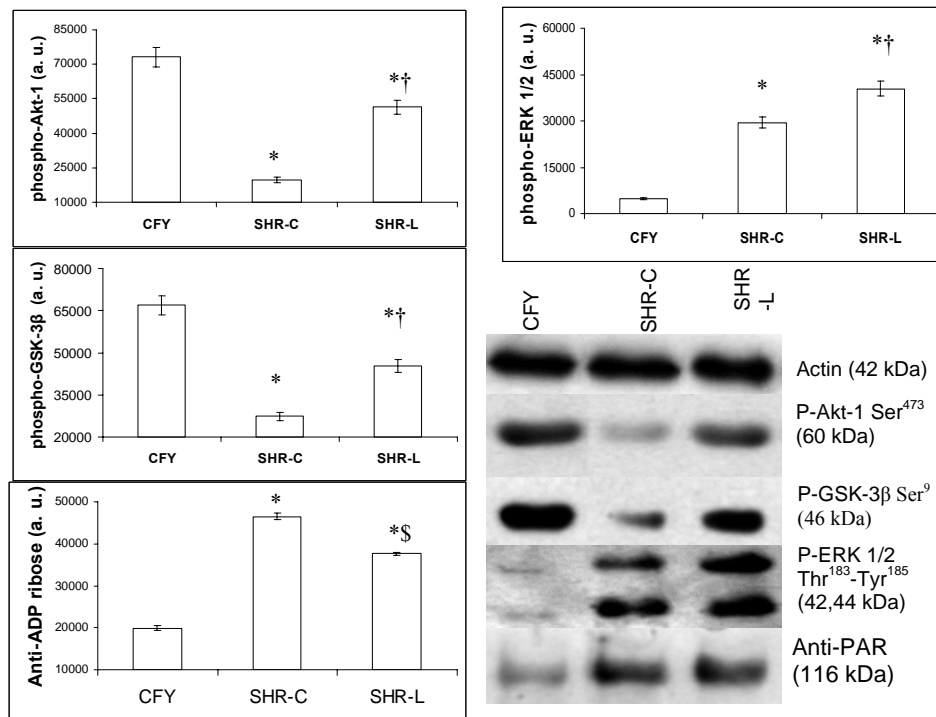 phospho-Akt-1 (a. u.)
85000
70000
55000
40000
25000
10000
*
*†
CFY
SHR-C
SHR-L
phospho-ERK 1/2 (a. u.)
60000
45000
30000
15000
0
*
*†
CFY
SHR-C
SHR-L
phospho-GSK-3β (a. u.)
80000
65000
50000
35000
20000
*
*†
CFY
SHR-C
SHR-L
Anti-ADP ribose (a. u.)
50000
40000
30000
20000
10000
*
*$
CFY
SHR-C
SHR-L
CFY
SHR-C
SHR
-L
Actin (42 kDa)
P-Akt-1 Ser473
(60 kDa)
P-GSK-3β Ser9
(46 kDa)
P-ERK 1/2
Thr183-Tyr185
(42,44 kDa)
Anti-PAR
(116 kDa)